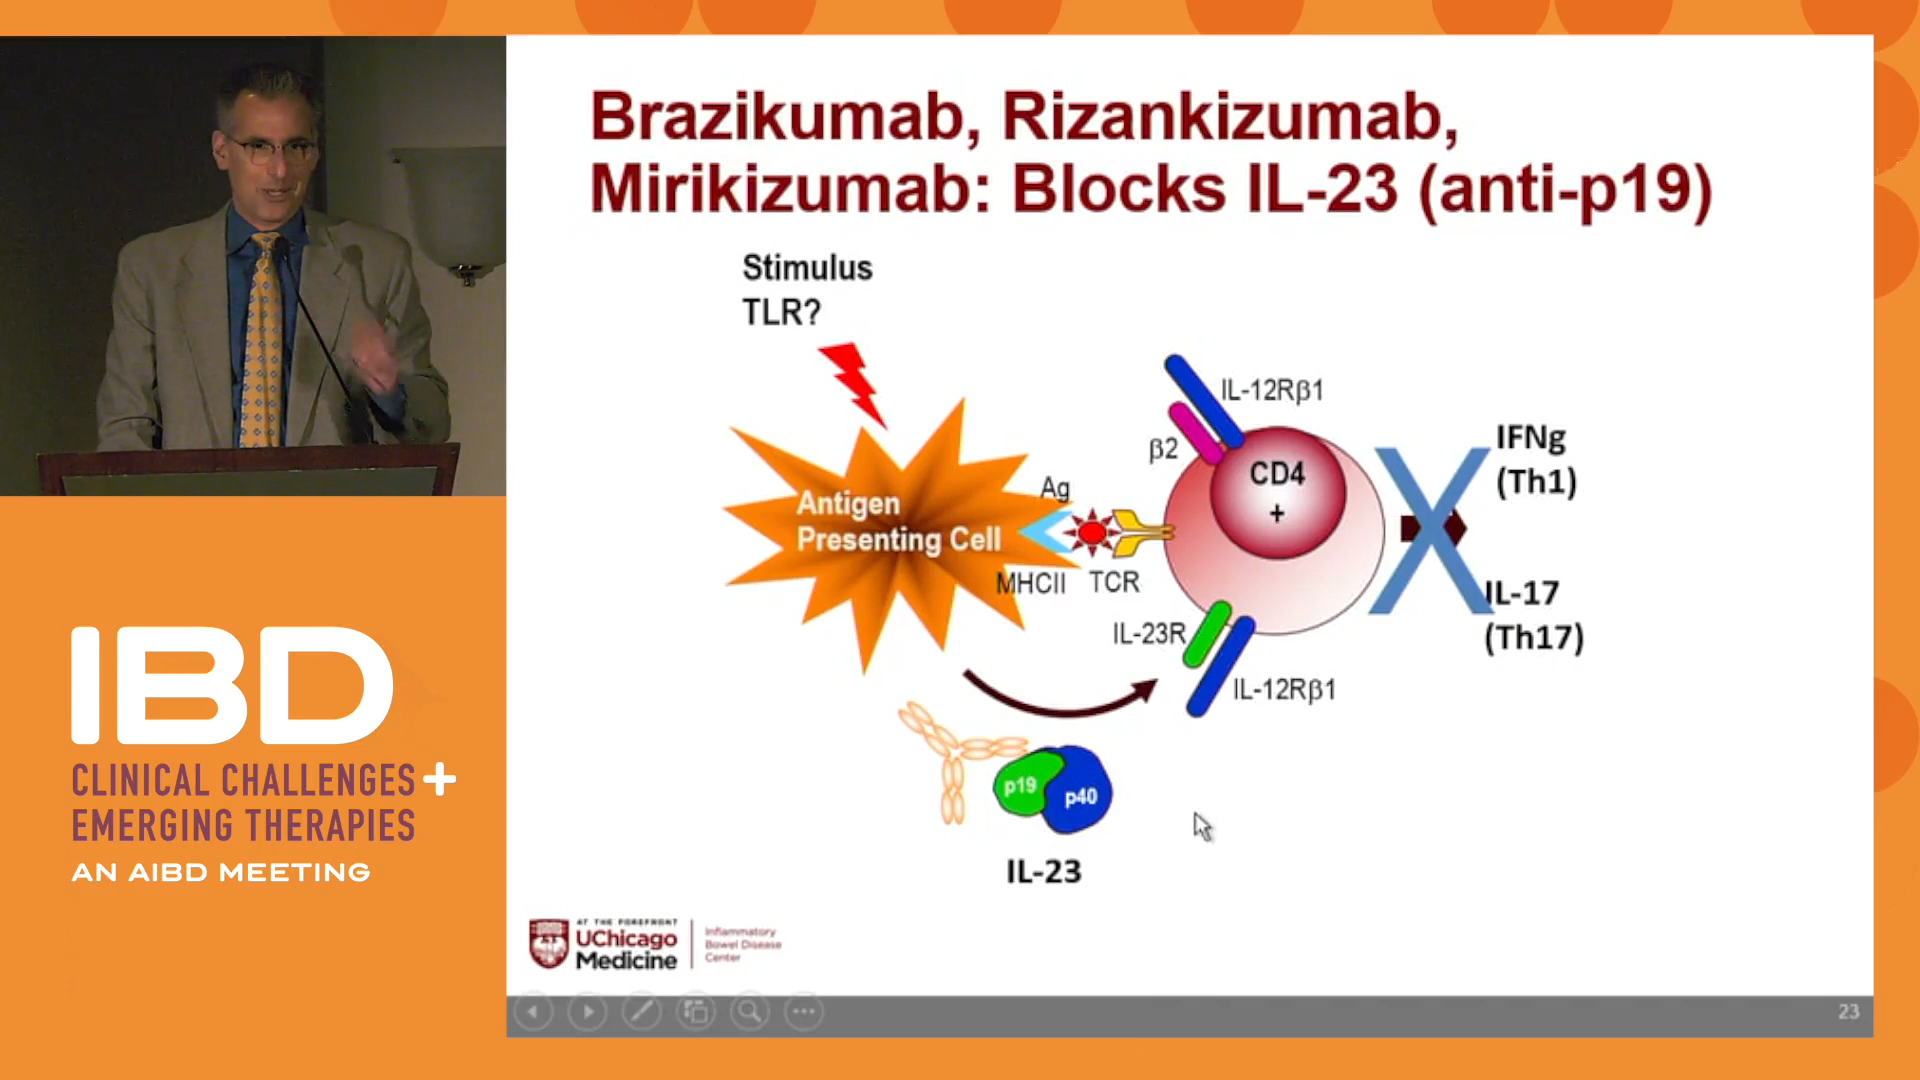 Brazikumab, Rizankizumab,
Mirikizumab: Blocks IL-23 (anti-p19)
Stimulus
TLR?
IL-12Rβ1
β2
CD4
+
IFNg
(Th1)
Antigen
Presenting Cell
Ag
MHCII
TCR
IL-17
(Th17)
IL-23R
IL-12Rβ1
p19
p40
IL-23
IBD
CLINICAL CHALLENGES +
EMERGING THERAPIES
AN AIBD MEETING
AT THE FOREFRONT
UChicago
Medicine
Inflammatory
Bowel Disease
Center
23